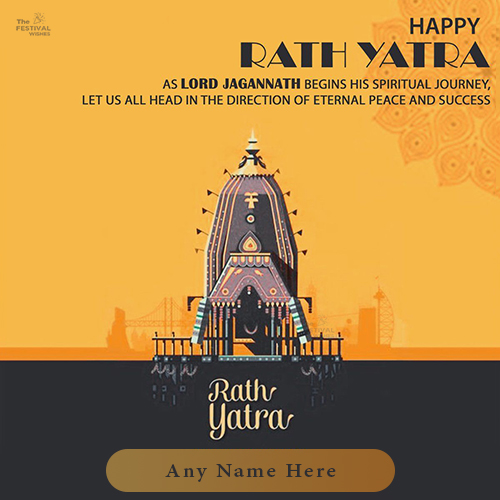 The
FESTIVAL
WISHES
HAPPY
RATH YATRA
AS LORD JAGANNATH BEGINS HIS SPIRITUAL JOURNEY,
LET US ALL HEAD IN THE DIRECTION OF ETERNAL PEACE AND SUCCESS
Rath
Yatra
Any Name Here